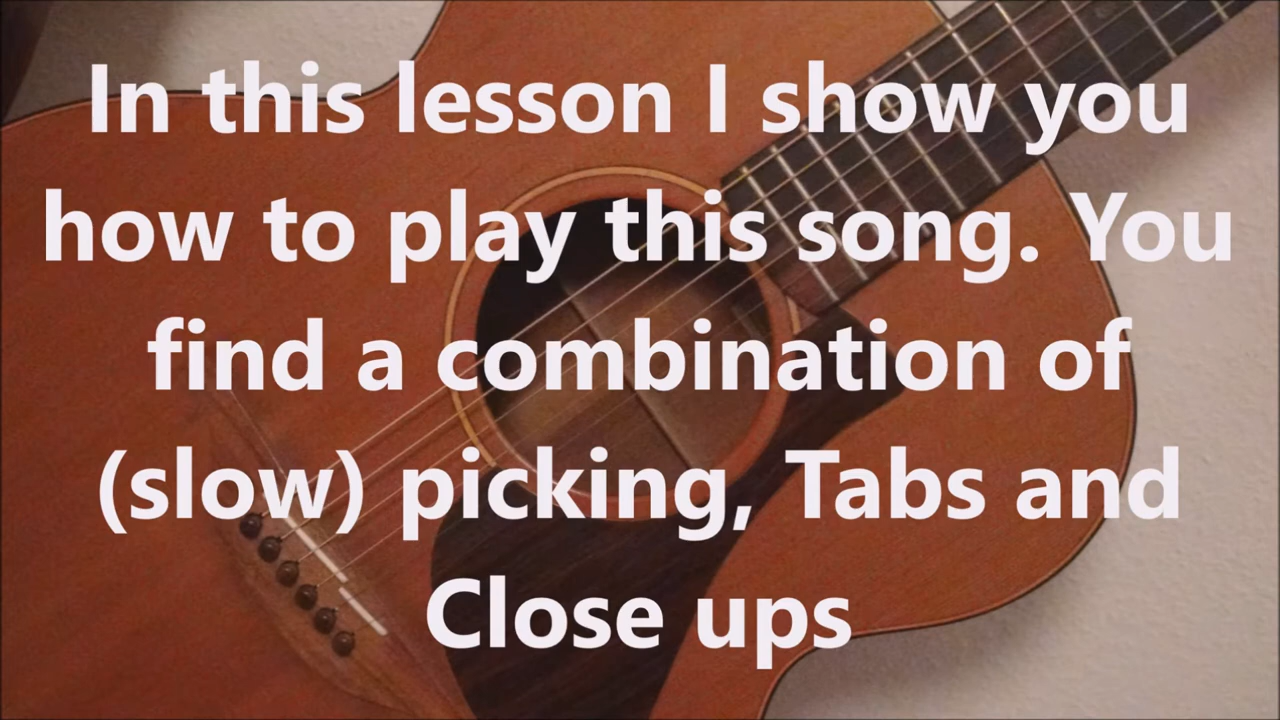 In this lesson I show you
how to play this song. You
find a combination of
(slow) picking, Tabs and
Close ups